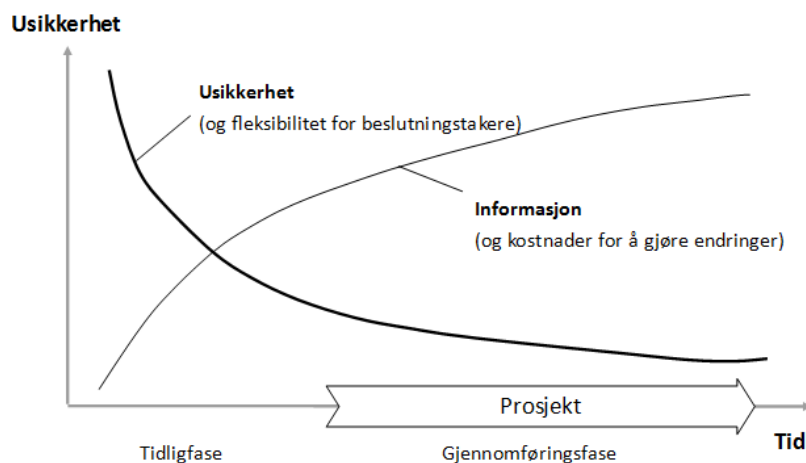 Usikkerhet
Usikkerhet
(og fleksibilitet for beslutningstakere)
Informasjon
(og kostnader for å gjøre endringer)
Prosjekt
Tid
Tidligfase
Gjennomføringsfase